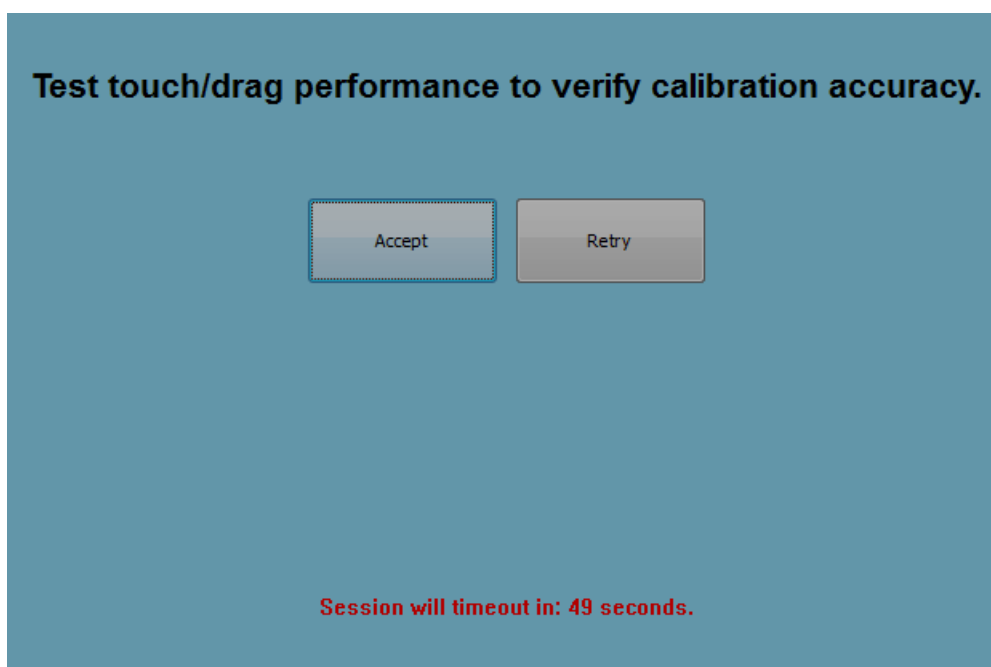 Test touch/drag performance to verify calibration accuracy.
Accept
Retry
Session will timeout in: 49 seconds.